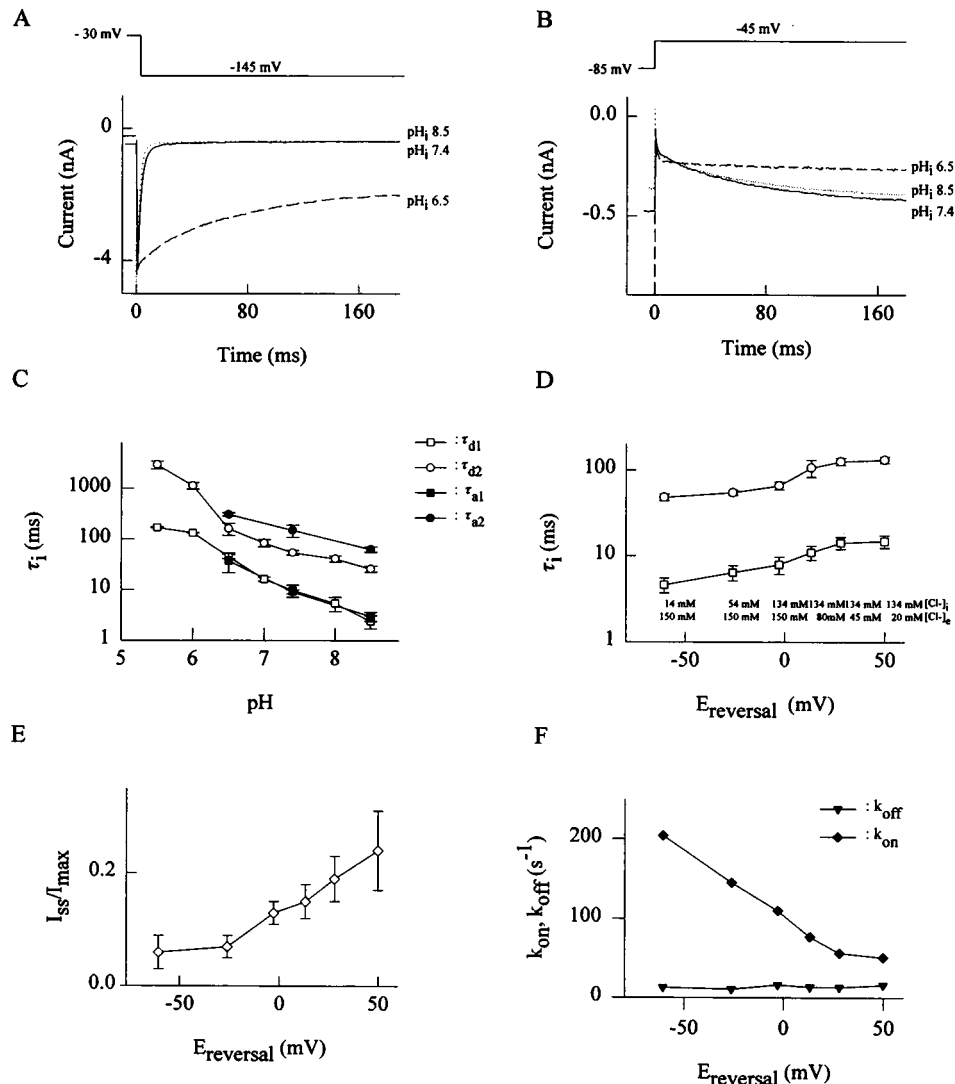 A
- 30 mV
-145 mV
0
-4
Current (nA)
pHi 8.5
pHi 7.4
pHi 6.5
0 80 160
Time (ms)
B
-45 mV
-85 mV
0.0
-0.5
Current (nA)
pHi 6.5
pHi 8.5
pHi 7.4
0 80 160
Time (ms)
C
1000
100
10
1
τi (ms)
: τd1
: τd2
: τa1
: τa2
5 6 7 8
pH
D
100
10
1
τi (ms)
14 mM 54 mM 134 mM 134 mM 134 mM 134 mM [Cl-]i
150 mM 150 mM 150 mM 80mM 45 mM 20 mM [Cl-]e
-50 0 50
Ereversal (mV)
E
0.2
0.0
Iss/Imax
-50 0 50
Ereversal (mV)
F
200
100
0
kon, koff (s-1)
: koff
: kon
-50 0 50
Ereversal (mV)